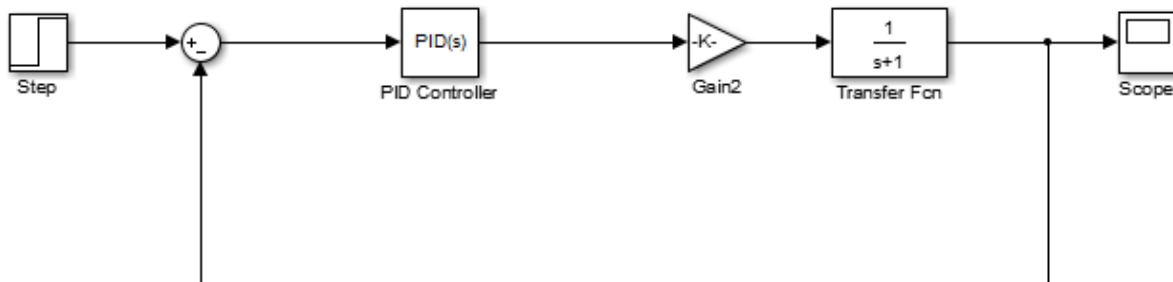 +
-
PID(s)
-K-
1
s+1
Step
PID Controller
Gain2
Transfer Fcn
Scope